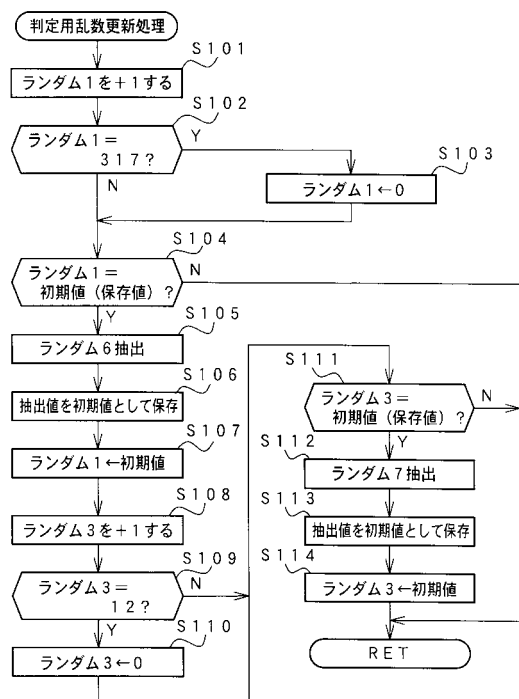 判定用乱数更新処理
S101
ランダム1を+1する
S102
ランダム1=
317?
Y
N
S103
ランダム1←0
S104
ランダム1=
初期値(保存値)?
N
Y
S105
ランダム6抽出
S106
抽出値を初期値として保存
S107
ランダム1←初期値
S108
ランダム3を+1する
S109
ランダム3=
12?
N
Y
S110
ランダム3←0
S111
ランダム3=
初期値(保存値)?
N
Y
S112
ランダム7抽出
S113
抽出値を初期値として保存
S114
ランダム3←初期値
RET